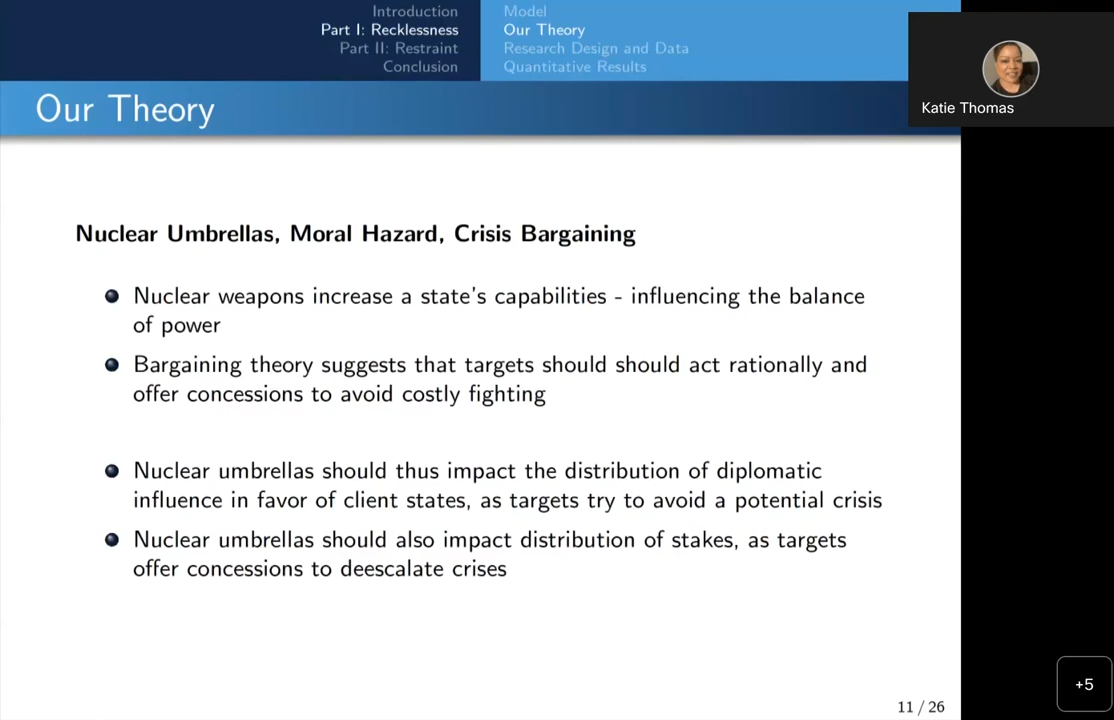 Introduction
Part I: Recklessness
Part II: Restraint
Conclusion
Model
Our Theory
Research Design and Data
Quantitative Results
Katie Thomas
Our Theory
Nuclear Umbrellas, Moral Hazard, Crisis Bargaining
Nuclear weapons increase a state's capabilities - influencing the balance
of power
Bargaining theory suggests that targets should should act rationally and
offer concessions to avoid costly fighting
Nuclear umbrellas should thus impact the distribution of diplomatic
influence in favor of client states, as targets try to avoid a potential crisis
Nuclear umbrellas should also impact distribution of stakes, as targets
offer concessions to deescalate crises
+5
11 / 26